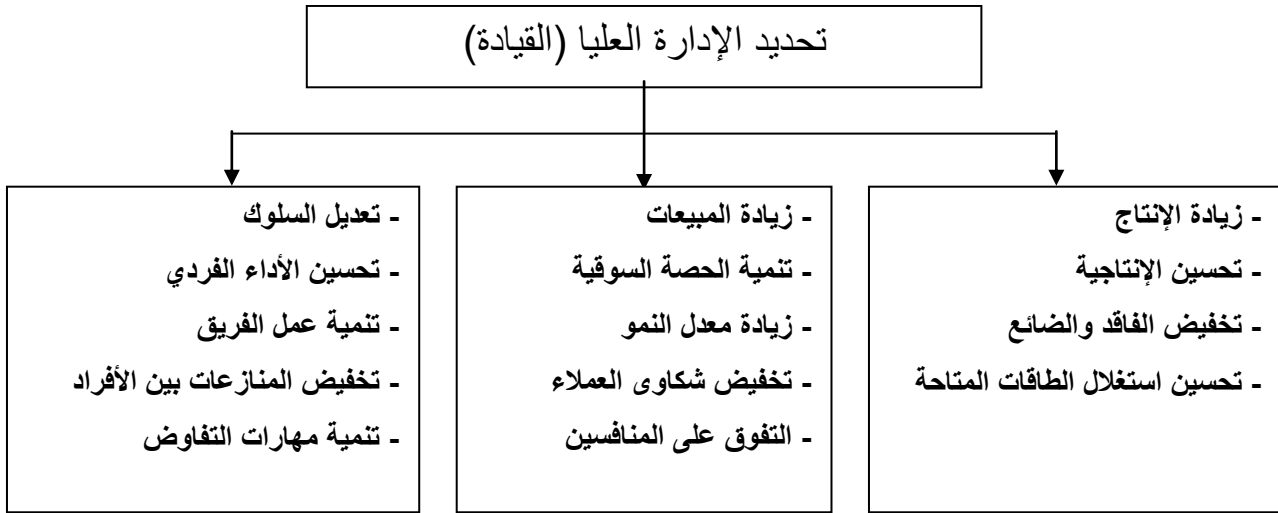 تحديد الإدارة العليا (القيادة)
- زيادة الإنتاج
- تحسين الإنتاجية
- تخفيض الفاقد والضائع
- تحسين استغلال الطاقات المتاحة
- زيادة المبيعات
- تنمية الحصة السوقية
- زيادة معدل النمو
- تخفيض شكاوى العملاء
- التفوق على المنافسين
- تعديل السلوك
- تحسين الأداء الفردي
- تنمية عمل الفريق
- تخفيض المنازعات بين الأفراد
- تنمية مهارات التفاوض